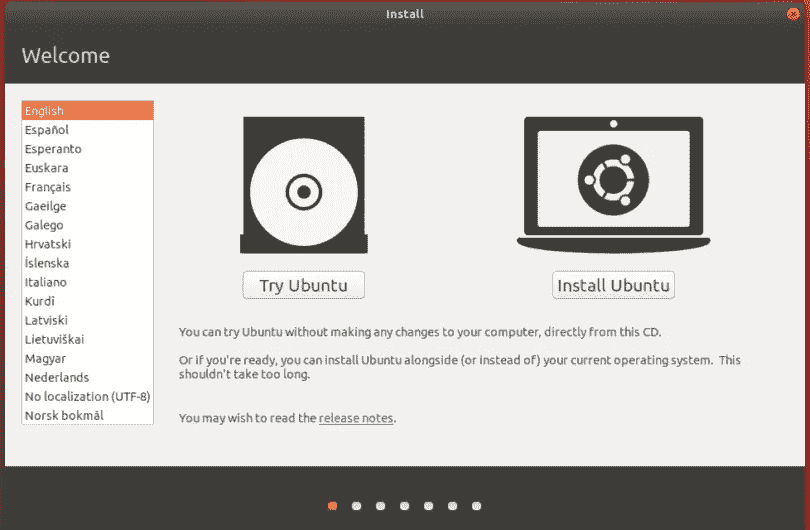 Install
Welcome
English
Español
Esperanto
Euskara
Français
Gaeilge
Galego
Hrvatski
Íslenska
Italiano
Kurdî
Latviski
Lietuviškai
Magyar
Nederlands
No localization (UTF-8)
Norsk bokmål
Try Ubuntu
Install Ubuntu
You can try Ubuntu without making any changes to your computer, directly from this CD.
Or if you're ready, you can install Ubuntu alongside (or instead of) your current operating system. This
shouldn't take too long.
You may wish to read the release notes.